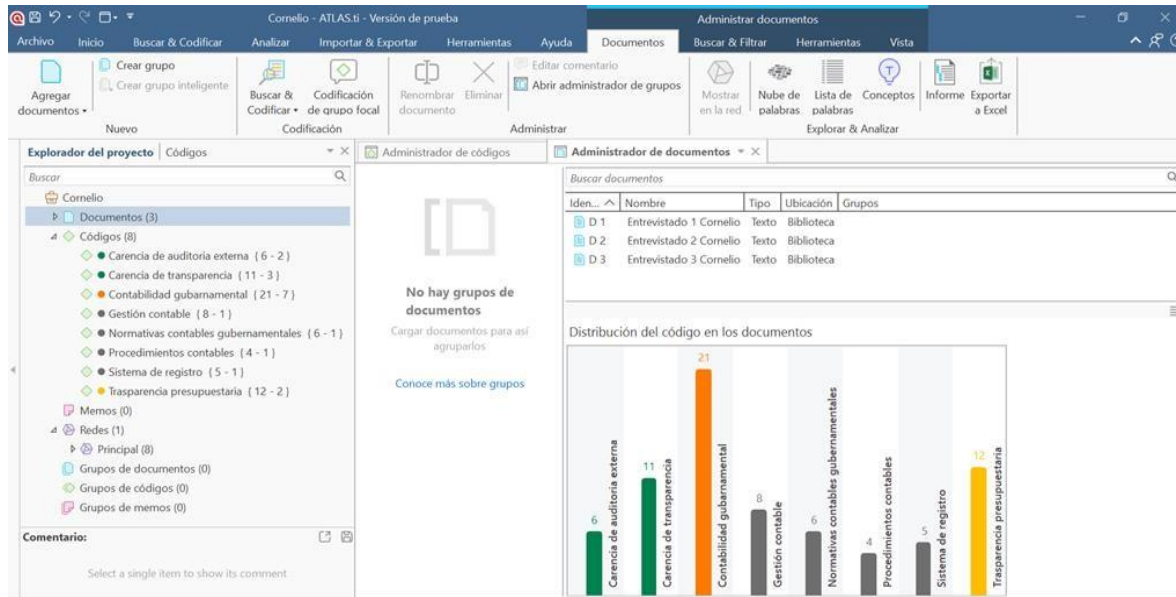 Cornelio - ATLAS.ti - Versión de prueba
Administrar documentos
Archivo Inicio Buscar & Codificar Analizar Importar & Exportar Herramientas Ayuda Documentos Buscar & Filtrar Herramientas Vista
Agregar documentos
Crear grupo
Crear grupo inteligente
Nuevo
Buscar & Codificar
Codificación de grupo focal
Codificación
Renombrar documento
Eliminar
Editar comentario
Abrir administrador de grupos
Administrar
Mostrar en la red
Nube de palabras
Lista de palabras
Conceptos
Informe
Exportar a Excel
Explorar & Analizar
Explorador del proyecto Códigos
Buscar
Cornelio
Documentos (3)
Códigos (8)
Carencia de auditoria externa { 6 - 2 }
Carencia de transparencia { 11 - 3 }
Contabilidad gubarnamental { 21 - 7 }
Gestión contable { 8 - 1 }
Normativas contables gubernamentales { 6 - 1 }
Procedimientos contables { 4 - 1 }
Sistema de registro { 5 - 1 }
Trasparencia presupuestaria { 12 - 2 }
Memos (0)
Redes (1)
Principal (8)
Grupos de documentos (0)
Grupos de códigos (0)
Grupos de memos (0)
Comentario:
Select a single item to show its comment
Administrador de códigos
Administrador de documentos
No hay grupos de
documentos
Cargar documentos para así
agruparlos
Conoce más sobre grupos
Buscar documentos
Iden... Nombre Tipo Ubicación Grupos
D 1 Entrevistado 1 Cornelio Texto Biblioteca
D 2 Entrevistado 2 Cornelio Texto Biblioteca
D 3 Entrevistado 3 Cornelio Texto Biblioteca
Distribución del código en los documentos
6
Carencia de auditoria externa
11
Carencia de transparencia
21
Contabilidad gubarnamental
8
Gestión contable
6
Normativas contables gubernamentales
4
Procedimientos contables
5
Sistema de registro
12
Trasparencia presupuestaria